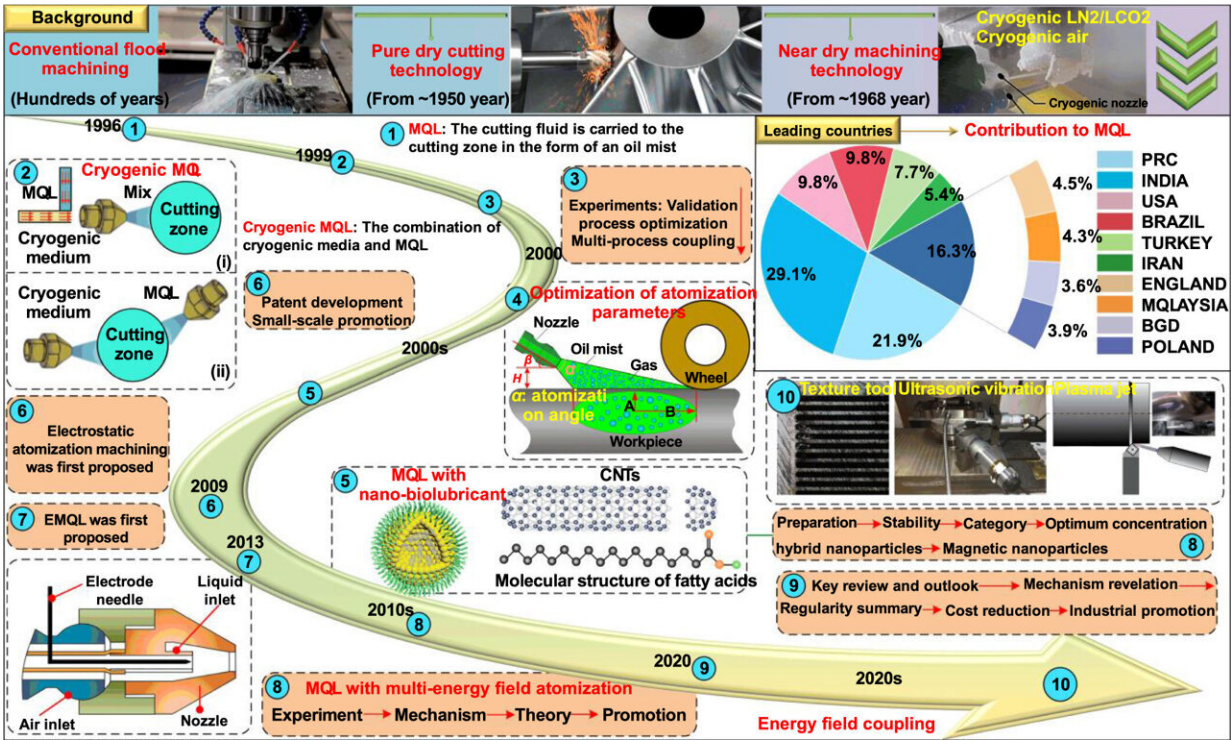 Background
Conventional flood
machining
(Hundreds of years)
Pure dry cutting
technology
(From ~1950 year)
Near dry machining
technology
(From ~1968 year)
Cryogenic LN2/LCO2
Cryogenic air
Cryogenic nozzle
1996
1
1999
2
3
2000
4
2000s
5
2009
6
2013
7
2010s
8
2020
9
2020s
10
1
MQL: The cutting fluid is carried to the
cutting zone in the form of an oil mist
2
Cryogenic MQL
MQL
Mix
Cutting
zone
Cryogenic
medium
(i)
Cryogenic
medium
MQL
Cutting
zone
(ii)
Cryogenic MQL: The combination of
cryogenic media and MQL
3
Experiments: Validation
process optimization
Multi-process coupling
6
Patent development
Small-scale promotion
Optimization of atomization
parameters
Nozzle
Oil mist
Gas
Wheel
β
H
α
α: atomizati
on angle
A
B
Workpiece
Leading countries
Contribution to MQL
9.8%
9.8%
7.7%
5.4%
16.3%
29.1%
21.9%
4.5%
4.3%
3.6%
3.9%
PRC
INDIA
USA
BRAZIL
TURKEY
IRAN
ENGLAND
MQLAYSIA
BGD
POLAND
6
Electrostatic
atomization machining
was first proposed
7
EMQL was first
proposed
Electrode
needle
Liquid
inlet
Air inlet
Nozzle
5
MQL with
nano-biolubricant
CNTs
Molecular structure of fatty acids
10
Texture tool Ultrasonic vibration Plasma jet
Preparation Stability Category Optimum concentration
hybrid nanoparticles Magnetic nanoparticles
8
9
Key review and outlook Mechanism revelation
Regularity summary Cost reduction Industrial promotion
8
MQL with multi-energy field atomization
Experiment Mechanism Theory Promotion
Energy field coupling